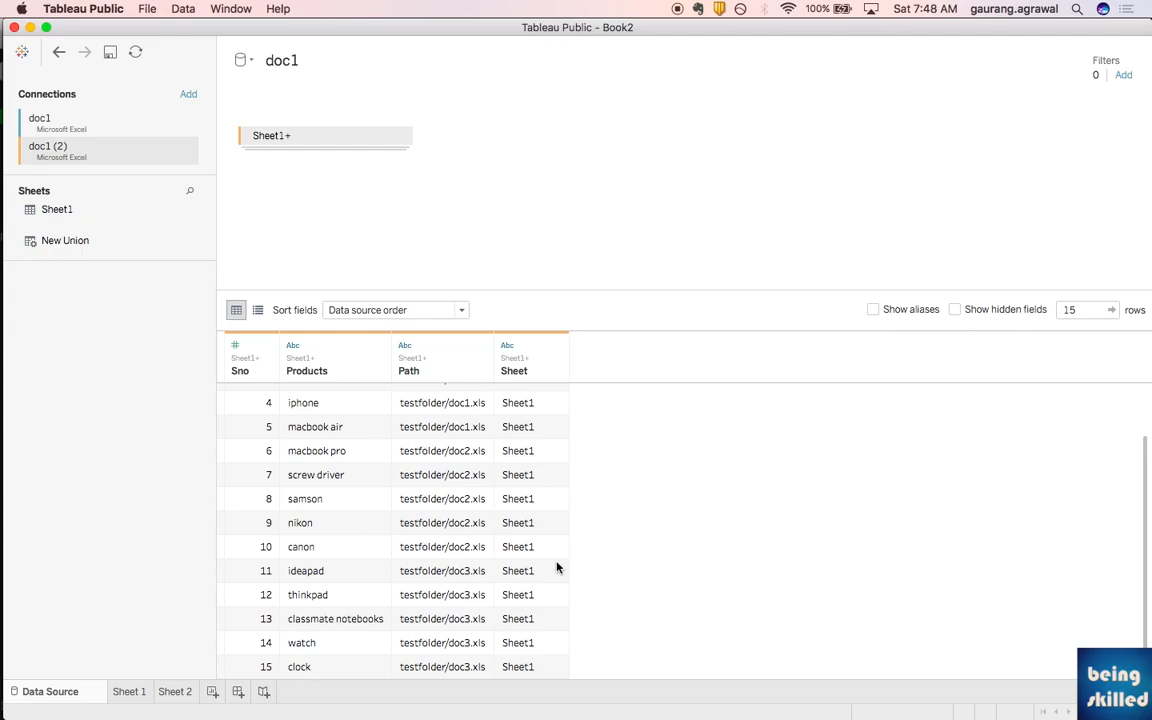 Tableau Public File Data Window Help 100% Sat 7:48 AM gaurang.agrawal
Tableau Public - Book2
Connections Add
doc1
Microsoft Excel
doc1 (2)
Microsoft Excel
Sheets
Sheet1
New Union
doc1
Filters
0 Add
Sheet1+
Sort fields Data source order Show aliases Show hidden fields 15 rows
# Abc Abc Abc
Sheet1+ Sheet1+ Sheet1+ Sheet1+
Sno Products Path Sheet
4 iphone testfolder/doc1.xls Sheet1
5 macbook air testfolder/doc1.xls Sheet1
6 macbook pro testfolder/doc2.xls Sheet1
7 screw driver testfolder/doc2.xls Sheet1
8 samson testfolder/doc2.xls Sheet1
9 nikon testfolder/doc2.xls Sheet1
10 canon testfolder/doc2.xls Sheet1
11 ideapad testfolder/doc3.xls Sheet1
12 thinkpad testfolder/doc3.xls Sheet1
13 classmate notebooks testfolder/doc3.xls Sheet1
14 watch testfolder/doc3.xls Sheet1
15 clock testfolder/doc3.xls Sheet1
Data Source Sheet 1 Sheet 2
being
skilled